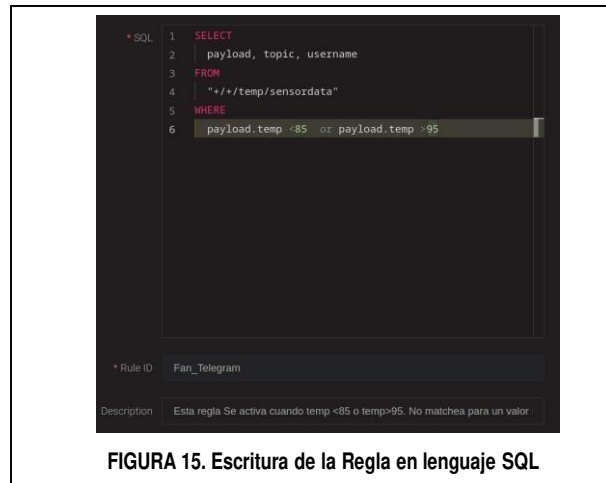 * SQL
1 SELECT
2 payload, topic, username
3 FROM
4 "+/+/temp/sensordata"
5 WHERE
6 payload.temp <85 or payload.temp >95
* Rule ID Fan_Telegram
Description Esta regla Se activa cuando temp <85 o temp>95. No matchea para un valor
FIGURA 15. Escritura de la Regla en lenguaje SQL